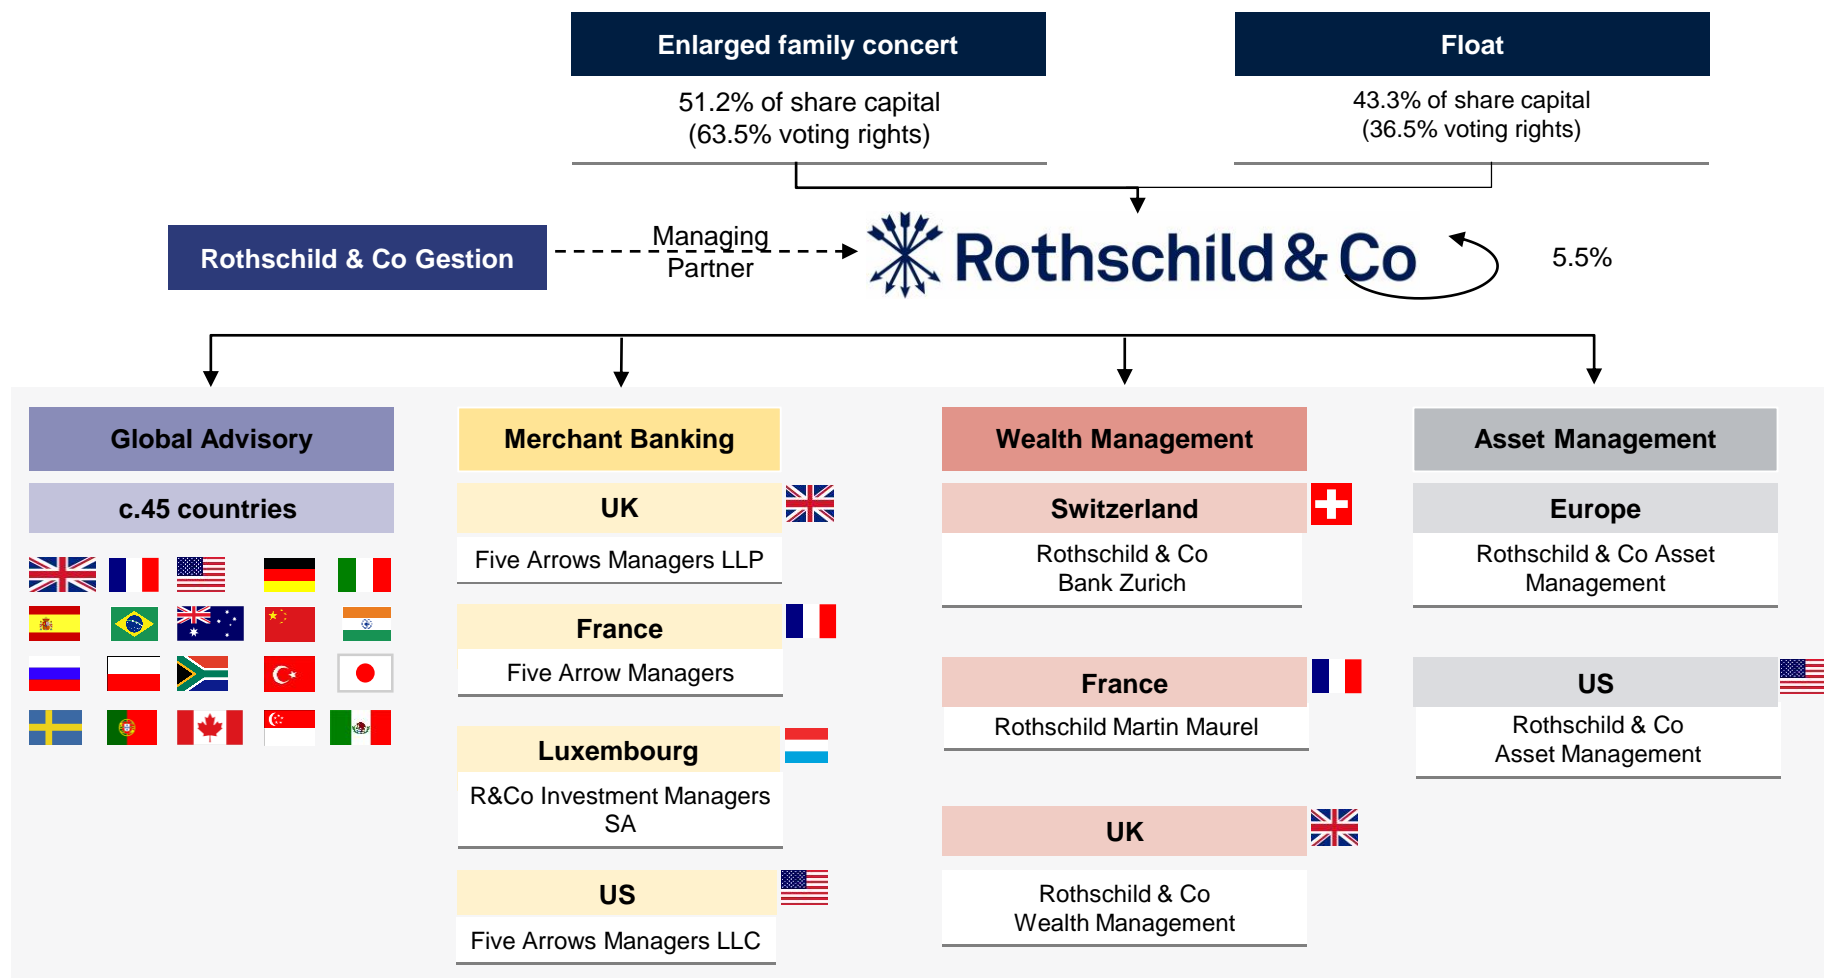 Enlarged family concert
51.2% of share capital
(63.5% voting rights)
Float
43.3% of share capital
(36.5% voting rights)
Rothschild & Co Gestion
Managing
Partner
Rothschild & Co
5.5%
Global Advisory
c.45 countries
Merchant Banking
UK
Five Arrows Managers LLP
France
Five Arrow Managers
Luxembourg
R&Co Investment Managers
SA
US
Five Arrows Managers LLC
Wealth Management
Switzerland
Rothschild & Co
Bank Zurich
France
Rothschild Martin Maurel
UK
Rothschild & Co
Wealth Management
Asset Management
Europe
Rothschild & Co Asset
Management
US
Rothschild & Co
Asset Management